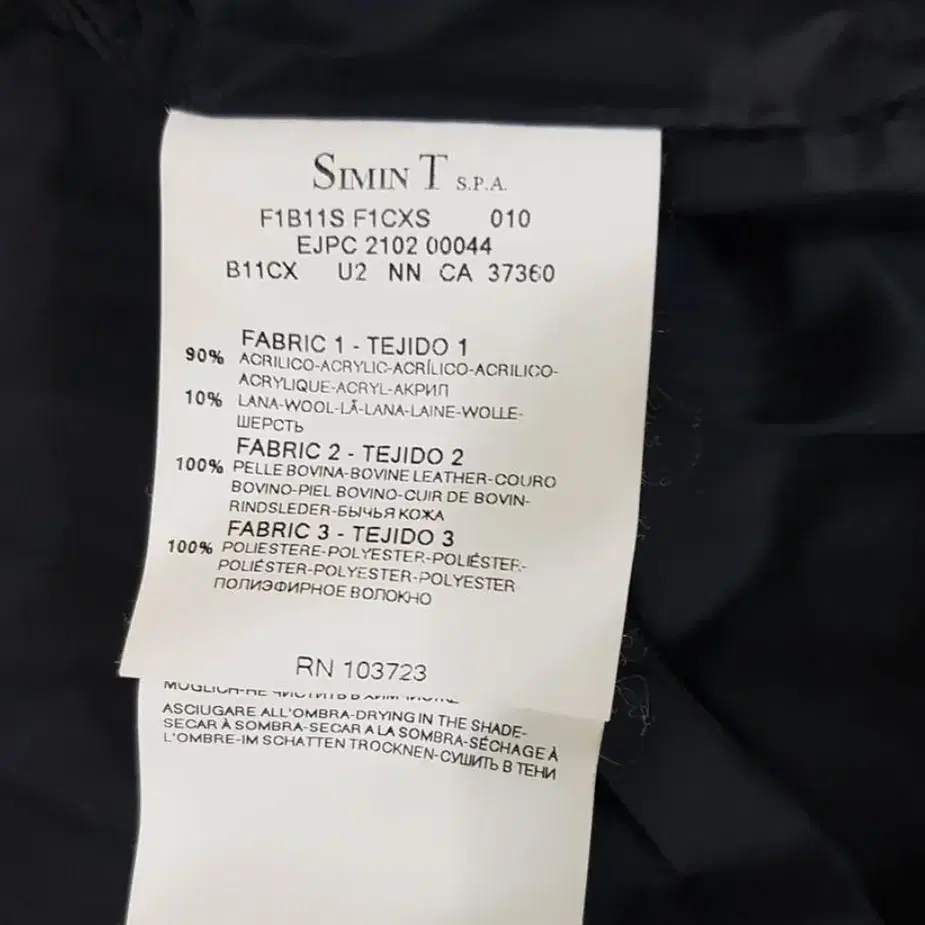 SIMIN T S.P.A.
F1B11S F1CXS 010
EJPC 2102 00044
B11CX U2 NN CA 37360
FABRIC 1 - TEJIDO 1
90% ACRILICO-ACRYLIC-ACRÍLICO-ACRILICO-
ACRYLIQUE-ACRYL-АКРИЛ
10% LANA-WOOL-LÃ-LANA-LAINE-WOLLE-
ШЕРСТЬ
FABRIC 2 - TEJIDO 2
100% PELLE BOVINA-BOVINE LEATHER-COURO
BOVINO-PIEL BOVINO-CUIR DE BOVIN-
RINDSLEDER-БЫЧЬЯ КОЖА
FABRIC 3 - TEJIDO 3
100% POLIESTERE-POLYESTER-POLIÉSTER-
POLIÉSTER-POLYESTER-POLYESTER
ПОЛИЭФИРНОЕ ВОЛОКНО
RN 103723
ASCIUGARE ALL'OMBRA-DRYING IN THE SHADE-
SECAR À SOMBRA-SECAR A LA SOMBRA-SÉCHAGE À
L'OMBRE-IM SCHATTEN TROCKNEN-СУШИТЬ В ТЕНИ